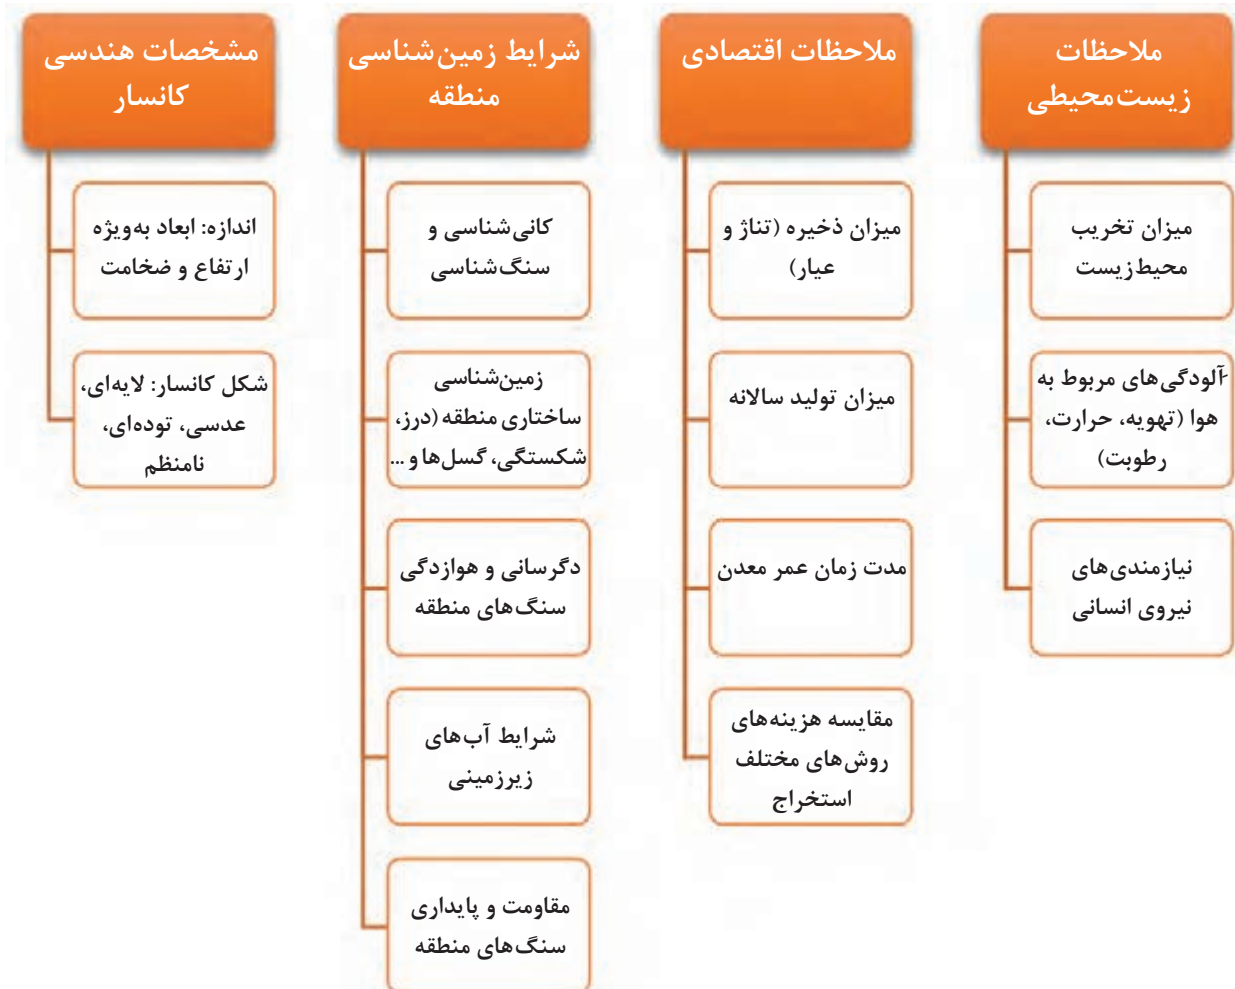 ملاحظات
زیست‌محیطی
میزان تخریب
محیط‌زیست
آلودگی‌های مربوط به
هوا (تهویه، حرارت،
رطوبت)
نیازمندی‌های
نیروی انسانی
ملاحظات اقتصادی
میزان ذخیره (تناژ و
عیار)
میزان تولید سالانه
مدت زمان عمر معدن
مقایسه هزینه‌های
روش‌های مختلف
استخراج
شرایط زمین‌شناسی
منطقه
کانی‌شناسی و
سنگ‌شناسی
زمین‌شناسی
ساختاری منطقه (درز،
شکستگی، گسل‌ها و ...
دگرسانی و هوازدگی
سنگ‌های منطقه
شرایط آب‌های
زیرزمینی
مقاومت و پایداری
سنگ‌های منطقه
مشخصات هندسی
کانسار
اندازه: ابعاد به‌ویژه
ارتفاع و ضخامت
شکل کانسار: لایه‌ای،
عدسی، توده‌ای،
نامنظم